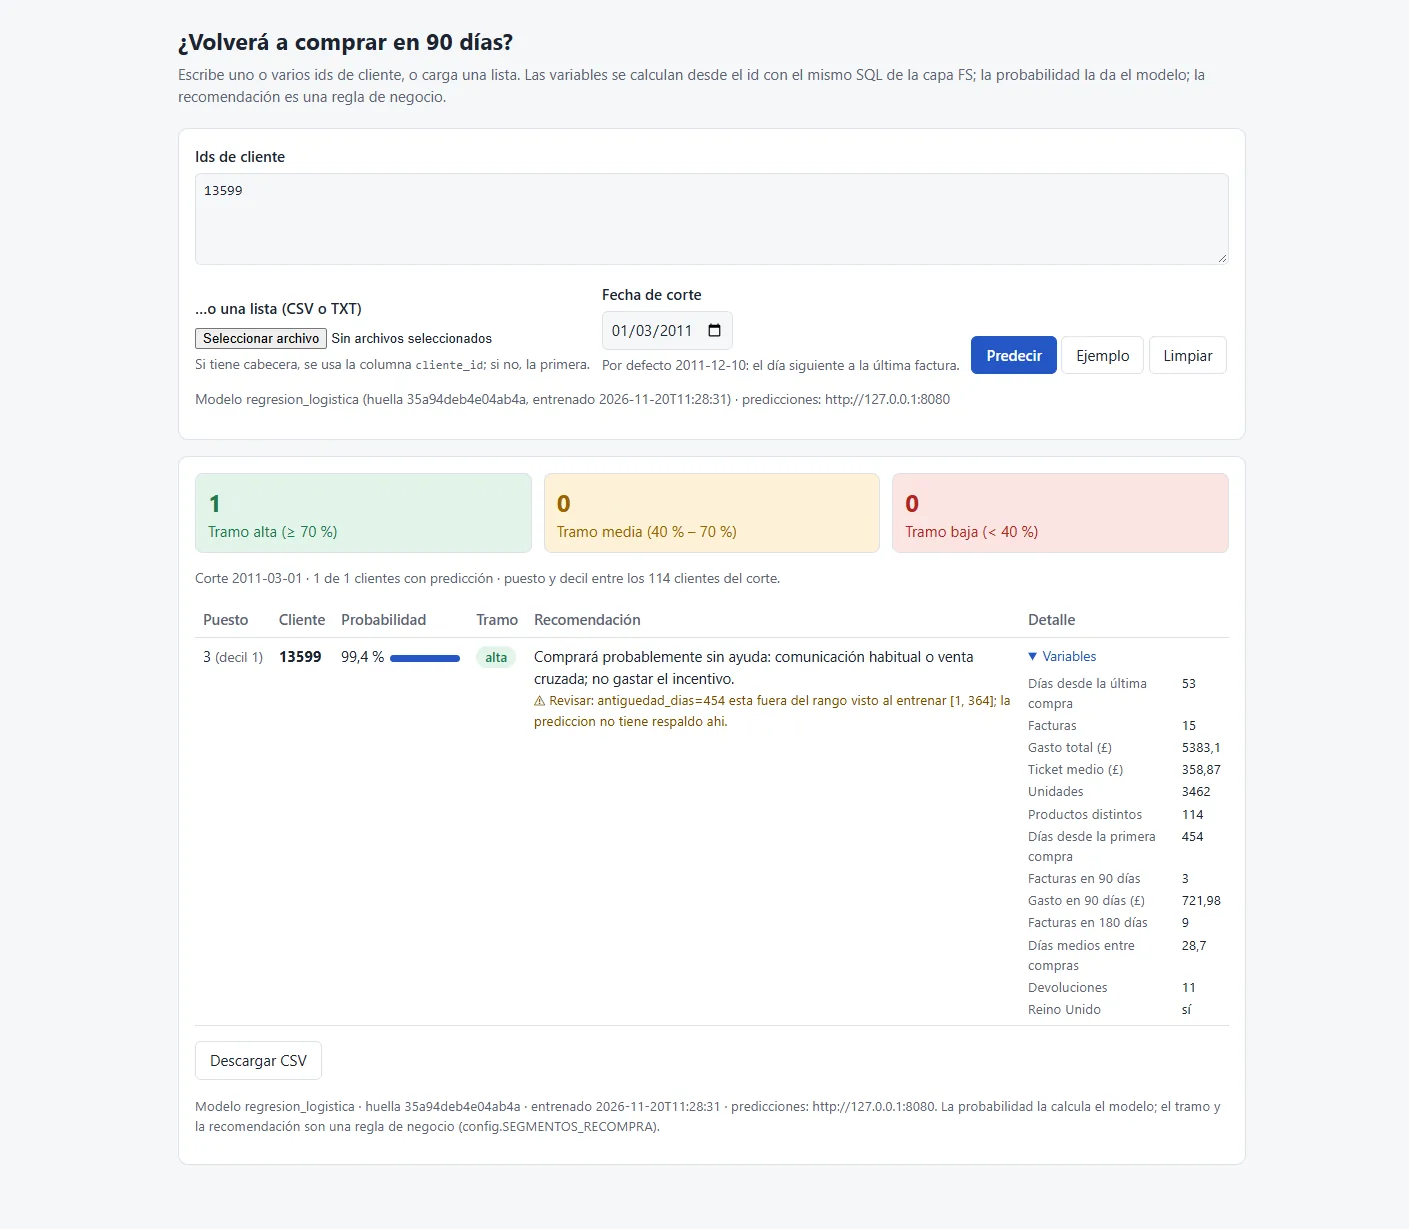 ¿Volverá a comprar en 90 días?
Escribe uno o varios ids de cliente, o carga una lista. Las variables se calculan desde el id con el mismo SQL de la capa FS; la probabilidad la da el modelo; la
recomendación es una regla de negocio.
Ids de cliente
13599
...o una lista (CSV o TXT)
Seleccionar archivo Sin archivos seleccionados
Si tiene cabecera, se usa la columna cliente_id; si no, la primera.
Fecha de corte
01/03/2011
Por defecto 2011-12-10: el día siguiente a la última factura.
Predecir
Ejemplo
Limpiar
Modelo regresion_logistica (huella 35a94deb4e04ab4a, entrenado 2026-11-20T11:28:31) · predicciones: http://127.0.0.1:8080
1
Tramo alta (≥ 70 %)
0
Tramo media (40 % – 70 %)
0
Tramo baja (< 40 %)
Corte 2011-03-01 · 1 de 1 clientes con predicción · puesto y decil entre los 114 clientes del corte.
Puesto Cliente Probabilidad Tramo Recomendación Detalle
3 (decil 1) 13599 99,4 % alta
Comprará probablemente sin ayuda: comunicación habitual o venta
cruzada; no gastar el incentivo.
⚠ Revisar: antiguedad_dias=454 esta fuera del rango visto al entrenar [1, 364]; la
prediccion no tiene respaldo ahi.
▼ Variables
Días desde la última compra 53
Facturas 15
Gasto total (£) 5383,1
Ticket medio (£) 358,87
Unidades 3462
Productos distintos 114
Días desde la primera compra 454
Facturas en 90 días 3
Gasto en 90 días (£) 721,98
Facturas en 180 días 9
Días medios entre compras 28,7
Devoluciones 11
Reino Unido sí
Descargar CSV
Modelo regresion_logistica · huella 35a94deb4e04ab4a · entrenado 2026-11-20T11:28:31 · predicciones: http://127.0.0.1:8080. La probabilidad la calcula el modelo; el tramo y
la recomendación son una regla de negocio (config.SEGMENTOS_RECOMPRA).